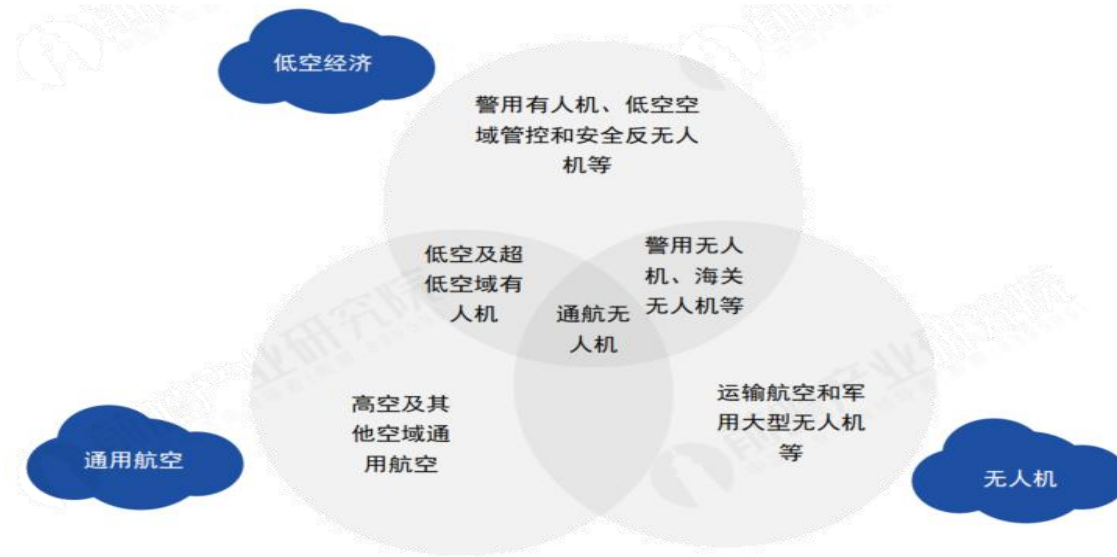 低空经济
警用有人机、低空空
域管控和安全反无人
机等
低空及超
低空域有
人机
警用无人
机、海关
无人机等
通航无
人机
高空及其
他空域通
用航空
运输航空和军
用大型无人机
等
通用航空
无人机